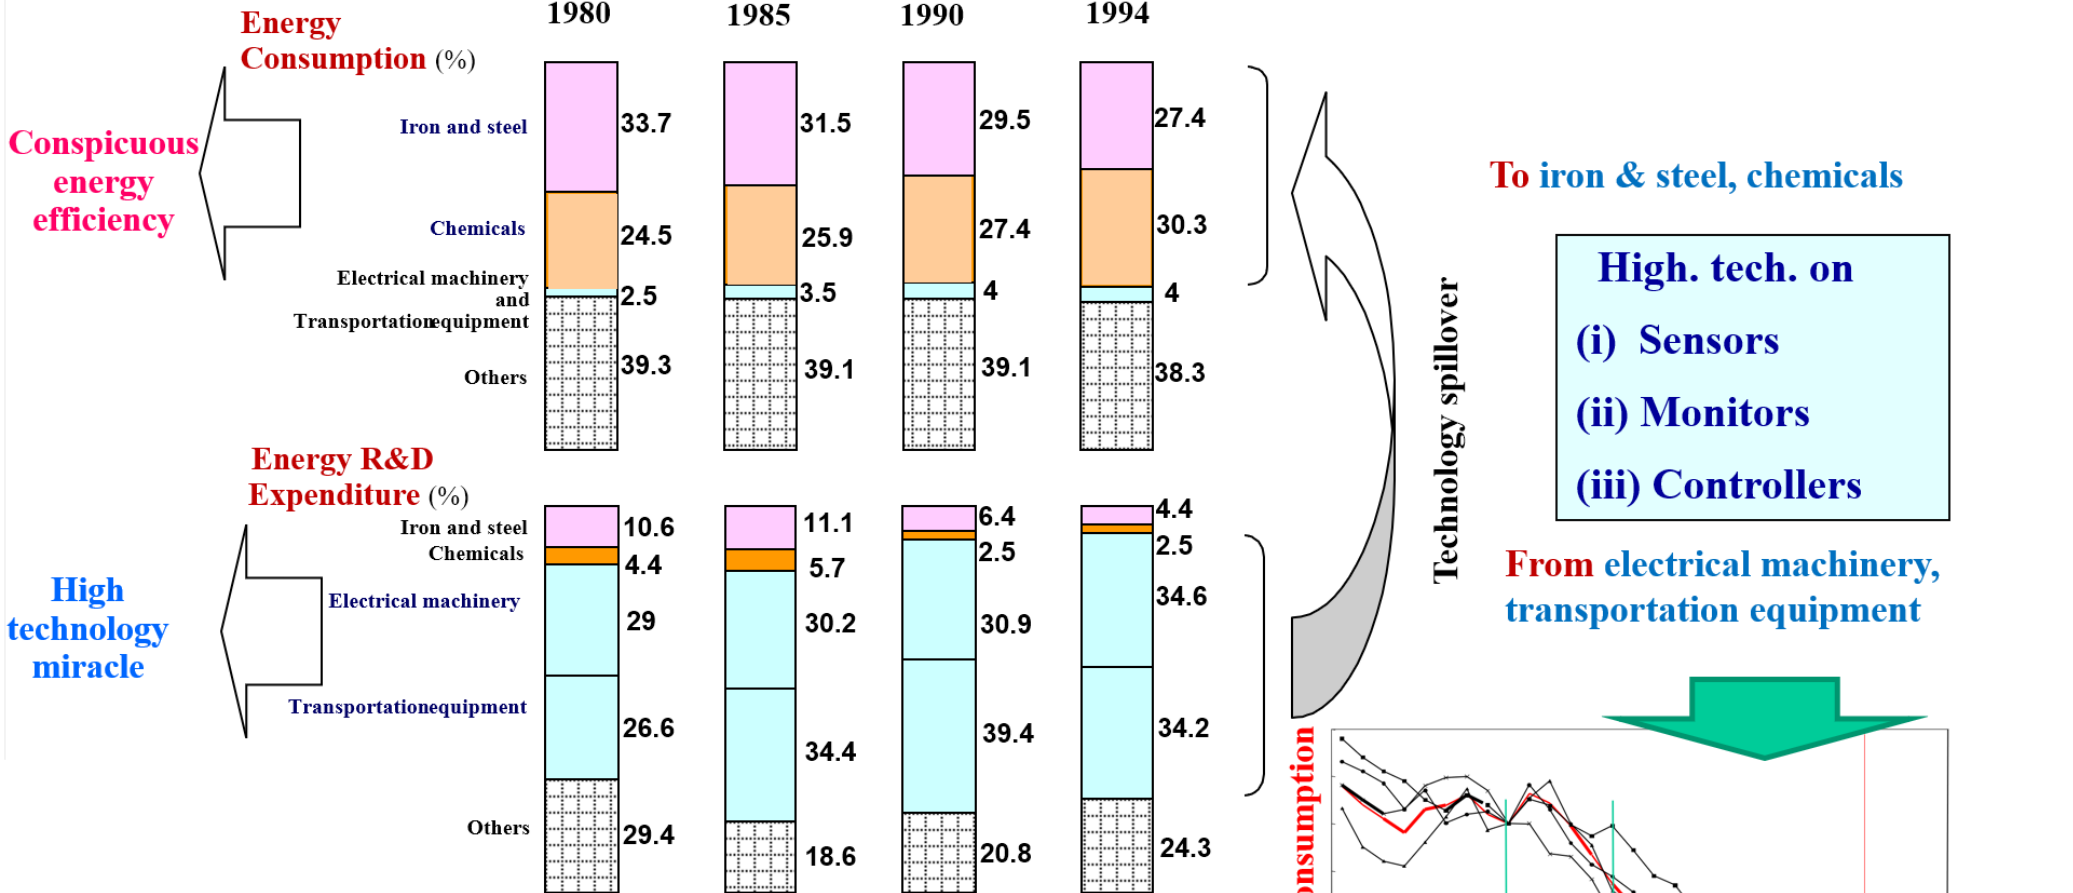 1980
1985
1990
1994
Energy
Consumption (%)
Iron and steel
33.7
31.5
29.5
27.4
Chemicals
24.5
25.9
27.4
30.3
Electrical machinery
and
Transportationequipment
2.5
3.5
4
4
Others
39.3
39.1
39.1
38.3
Conspicuous
energy
efficiency
Energy R&D
Expenditure (%)
Iron and steel
10.6
11.1
6.4
4.4
Chemicals
4.4
5.7
2.5
2.5
Electrical machinery
29
30.2
30.9
34.6
Transportationequipment
26.6
34.4
39.4
34.2
Others
29.4
18.6
20.8
24.3
High
technology
miracle
Technology spillover
To iron & steel, chemicals
High. tech. on
(i) Sensors
(ii) Monitors
(iii) Controllers
From electrical machinery,
transportation equipment
onsumption